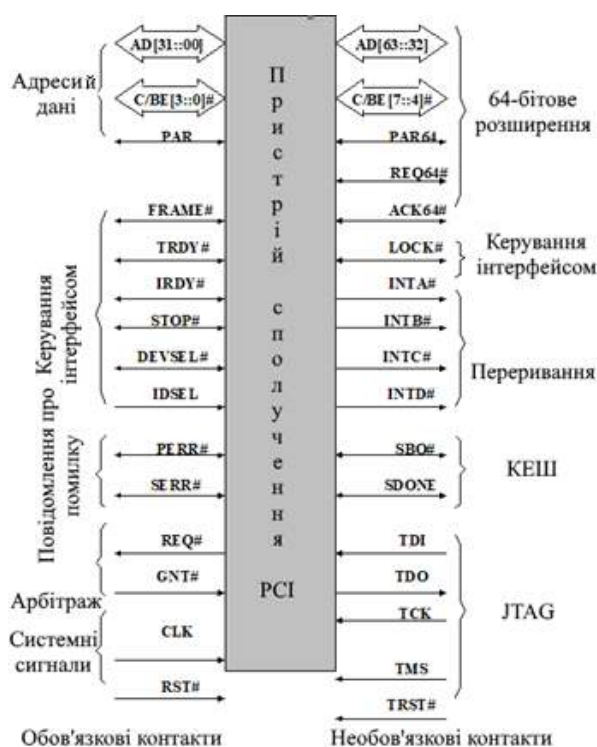 Адресий
дані
AD[31::00]
C/BE[3::0]#
PAR
Керування
інтерфейсом
FRAME#
TRDY#
IRDY#
STOP#
DEVSEL#
IDSEL
Повідомлення про
помилку
PERR#
SERR#
Арбітраж
REQ#
GNT#
Системні
сигнали
CLK
RST#
Пристрій
сполучення
PCI
AD[63::32]
C/BE[7::4]#
PAR64
REQ64#
ACK64#
64-бітове
розширення
LOCK#
Керування
інтерфейсом
INTA#
INTB#
INTC#
INTD#
Переривання
SBO#
SDONE
КЕШ
TDI
TDO
TCK
TMS
TRST#
JTAG
Обов'язкові контакти
Необов'язкові контакти